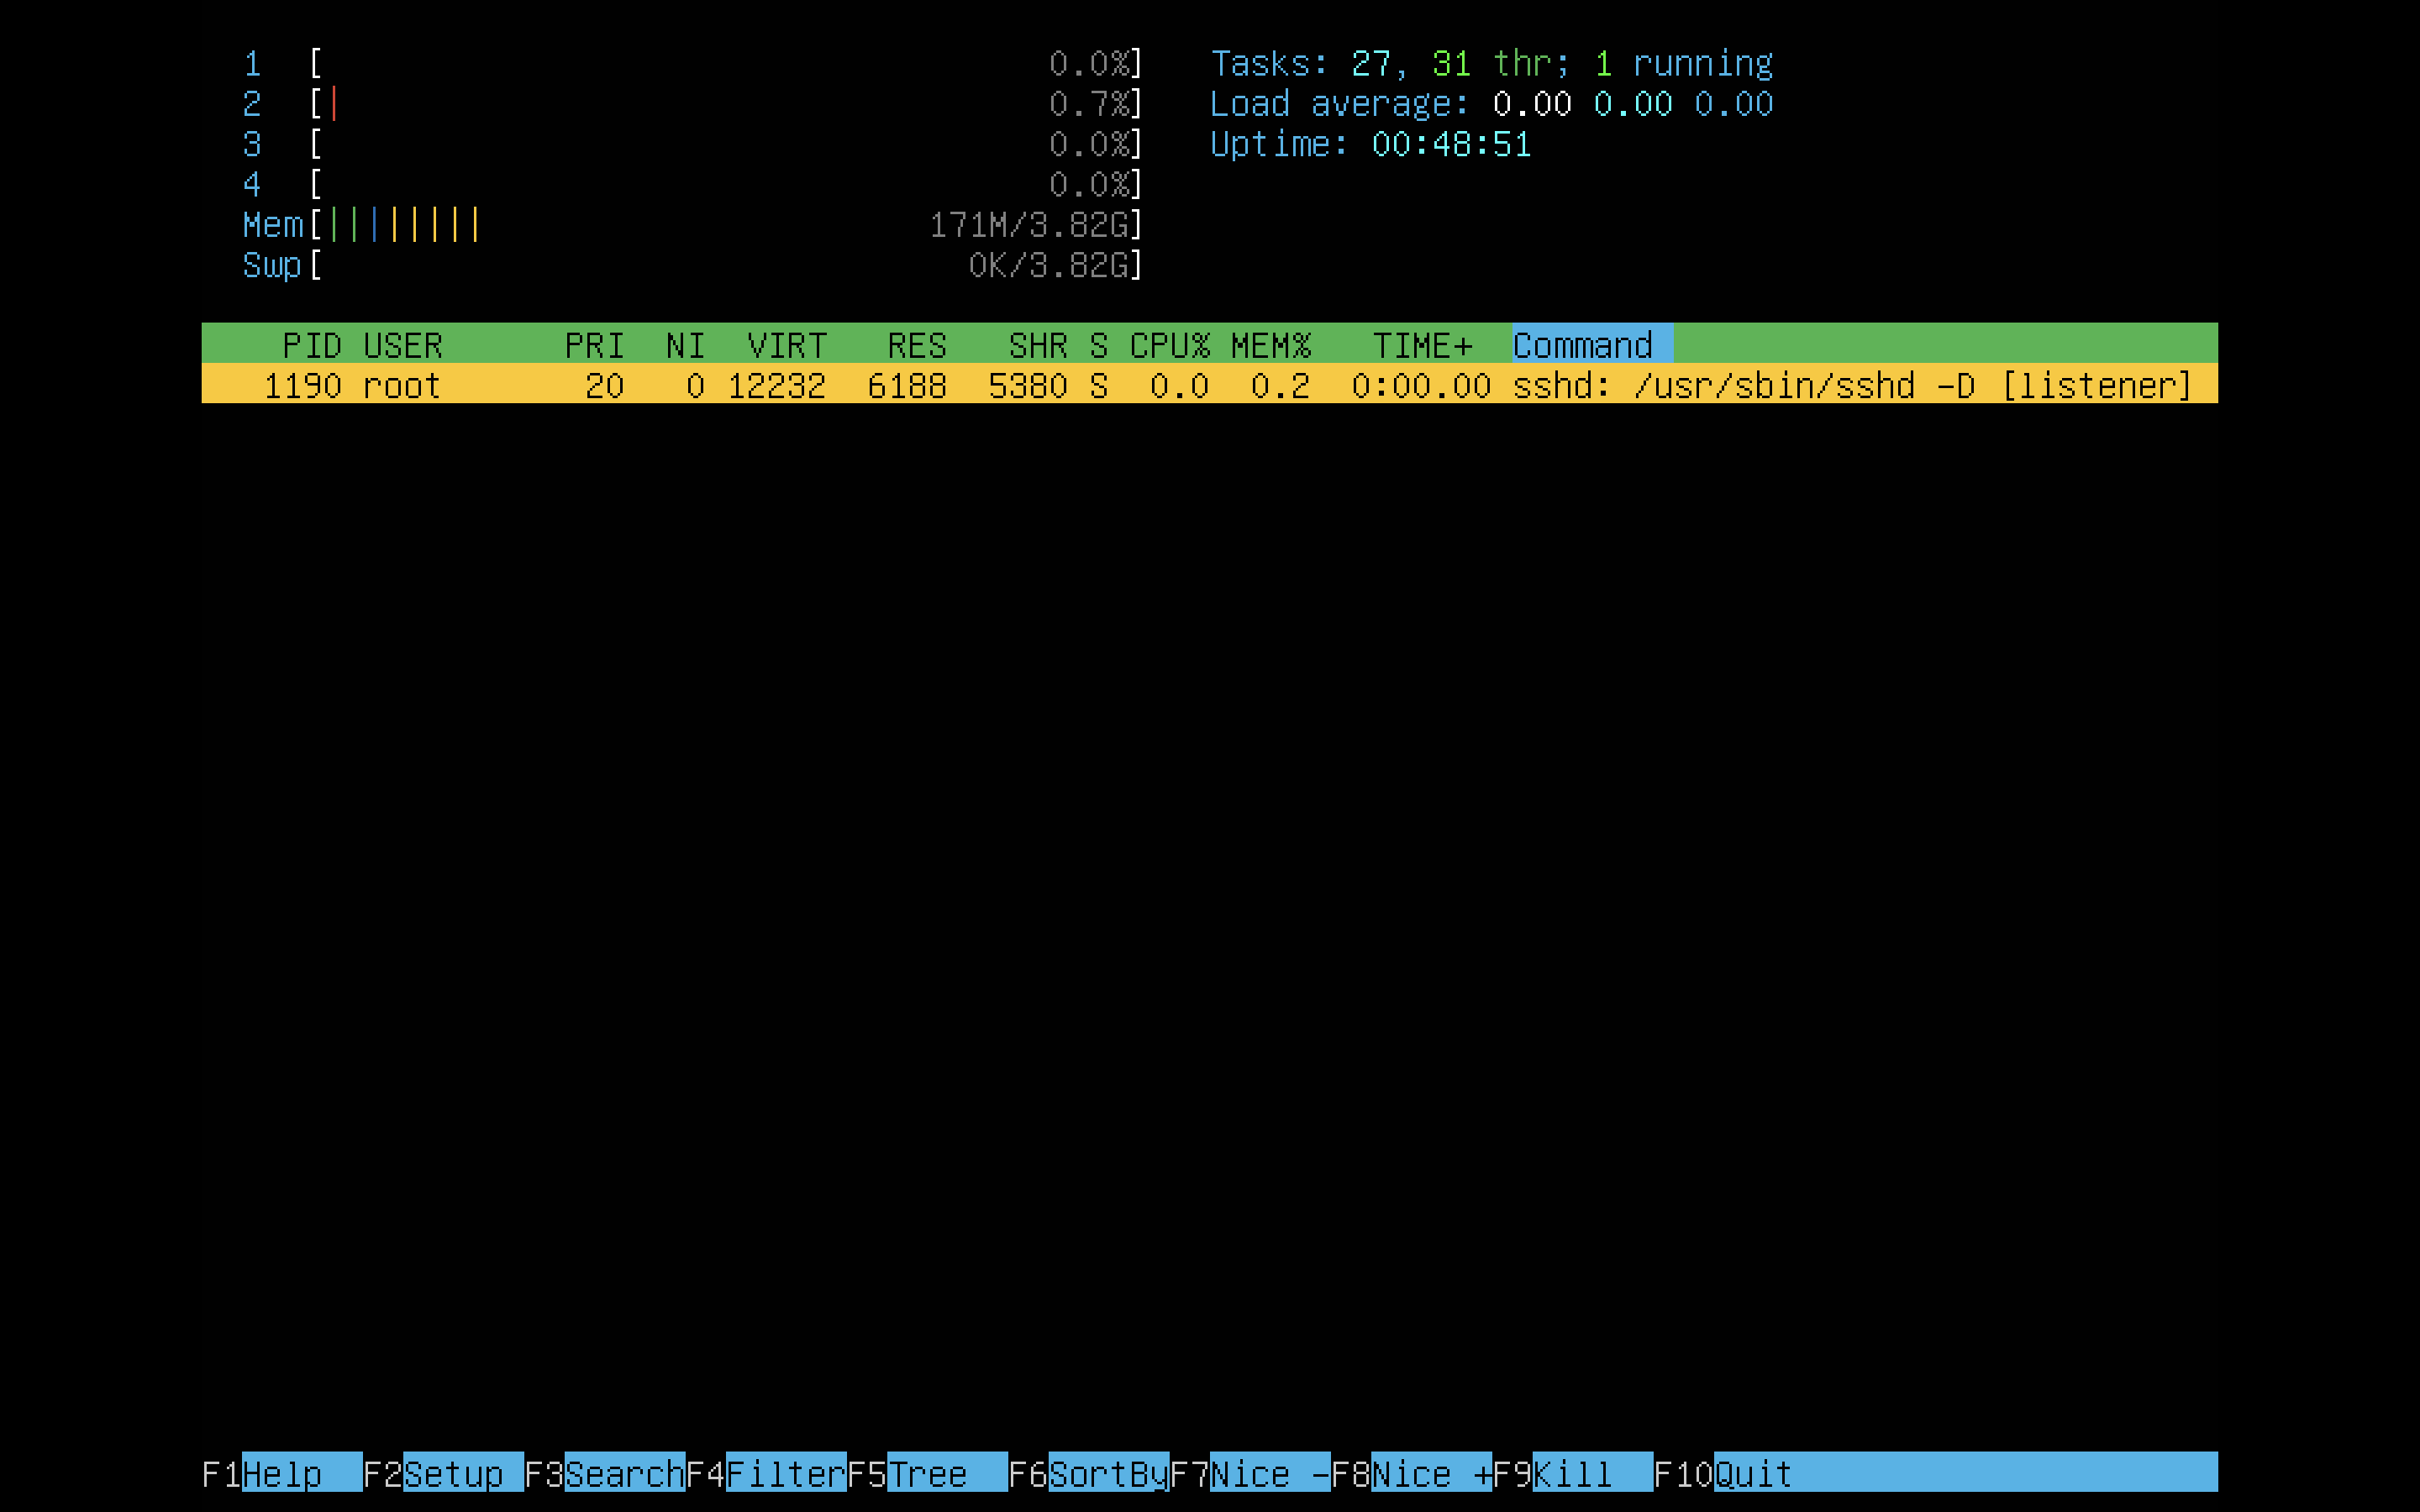 1 [ 0.0%] Tasks: 27, 31 thr; 1 running
2 [| 0.7%] Load average: 0.00 0.00 0.00
3 [ 0.0%] Uptime: 00:48:51
4 [ 0.0%]
Mem[|||||||| 171M/3.82G]
Swp[ 0K/3.82G]
PID USER PRI NI VIRT RES SHR S CPU% MEM% TIME+ Command
1190 root 20 0 12232 6188 5380 S 0.0 0.2 0:00.00 sshd: /usr/sbin/sshd -D [listener]
F1Help F2Setup F3SearchF4FilterF5Tree F6SortByF7Nice -F8Nice +F9Kill F10Quit